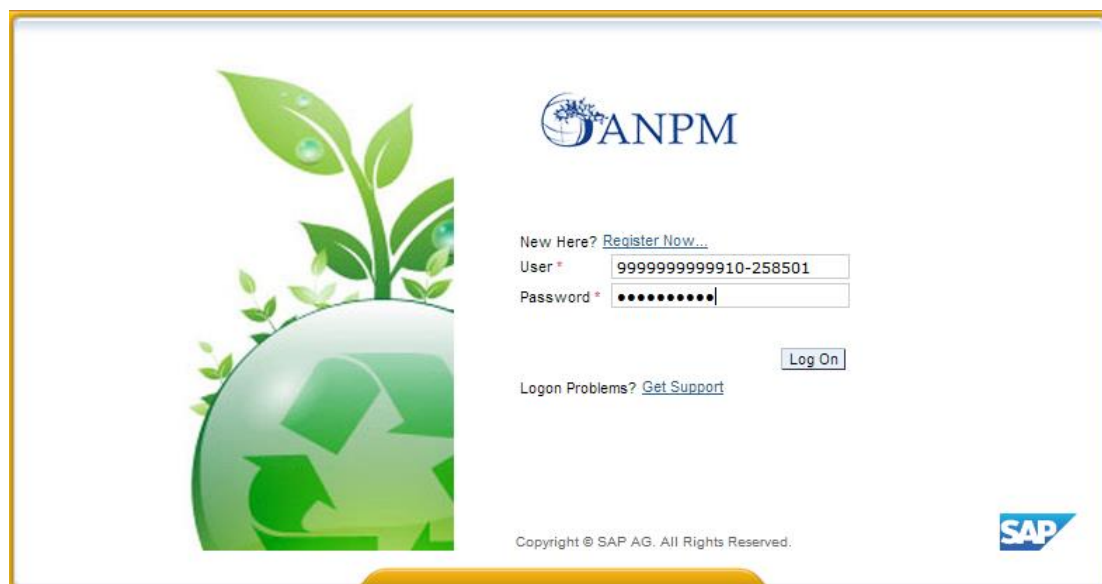 ANPM
New Here? Register Now...
User * 9999999999910-258501
Password * ●●●●●●●●●●
Log On
Logon Problems? Get Support
Copyright © SAP AG. All Rights Reserved.
SAP